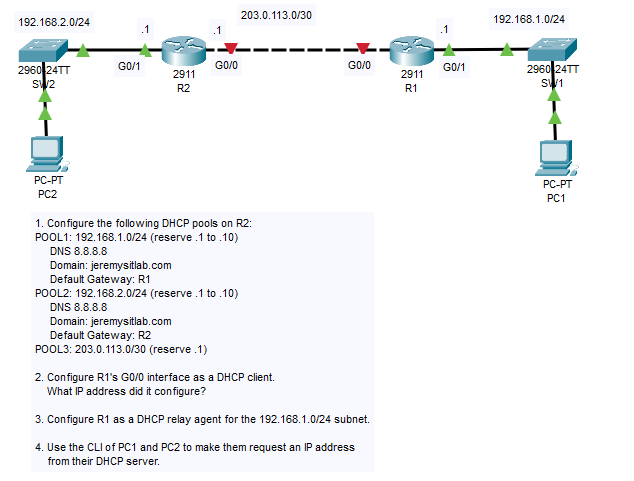 192.168.2.0/24
203.0.113.0/30
192.168.1.0/24
.1
.1
.1
G0/1
G0/0
G0/0
G0/1
2960-24TT
SW2
2911
R2
2911
R1
2960-24TT
SW1
PC-PT
PC2
PC-PT
PC1
1. Configure the following DHCP pools on R2:
POOL1: 192.168.1.0/24 (reserve .1 to .10)
DNS 8.8.8.8
Domain: jeremysitlab.com
Default Gateway: R1
POOL2: 192.168.2.0/24 (reserve .1 to .10)
DNS 8.8.8.8
Domain: jeremysitlab.com
Default Gateway: R2
POOL3: 203.0.113.0/30 (reserve .1)
2. Configure R1's G0/0 interface as a DHCP client.
What IP address did it configure?
3. Configure R1 as a DHCP relay agent for the 192.168.1.0/24 subnet.
4. Use the CLI of PC1 and PC2 to make them request an IP address
from their DHCP server.